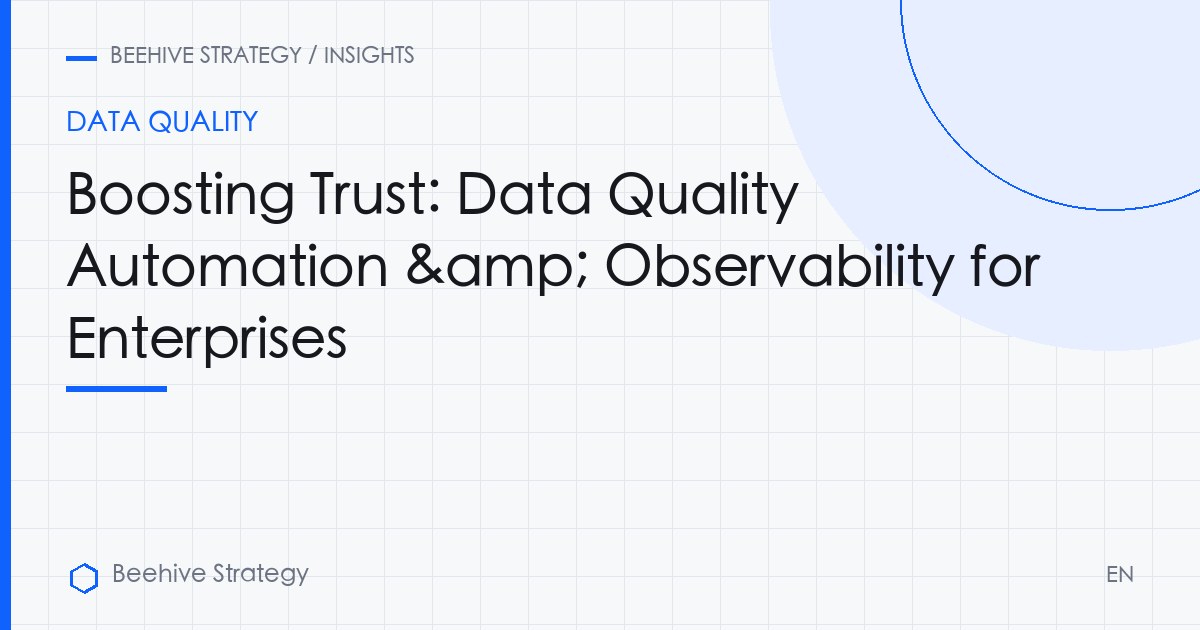 BEEHIVE STRATEGY / INSIGHTS
DATA QUALITY
Boosting Trust: Data Quality
Automation &amp; Observability for
Enterprises
Beehive Strategy
EN